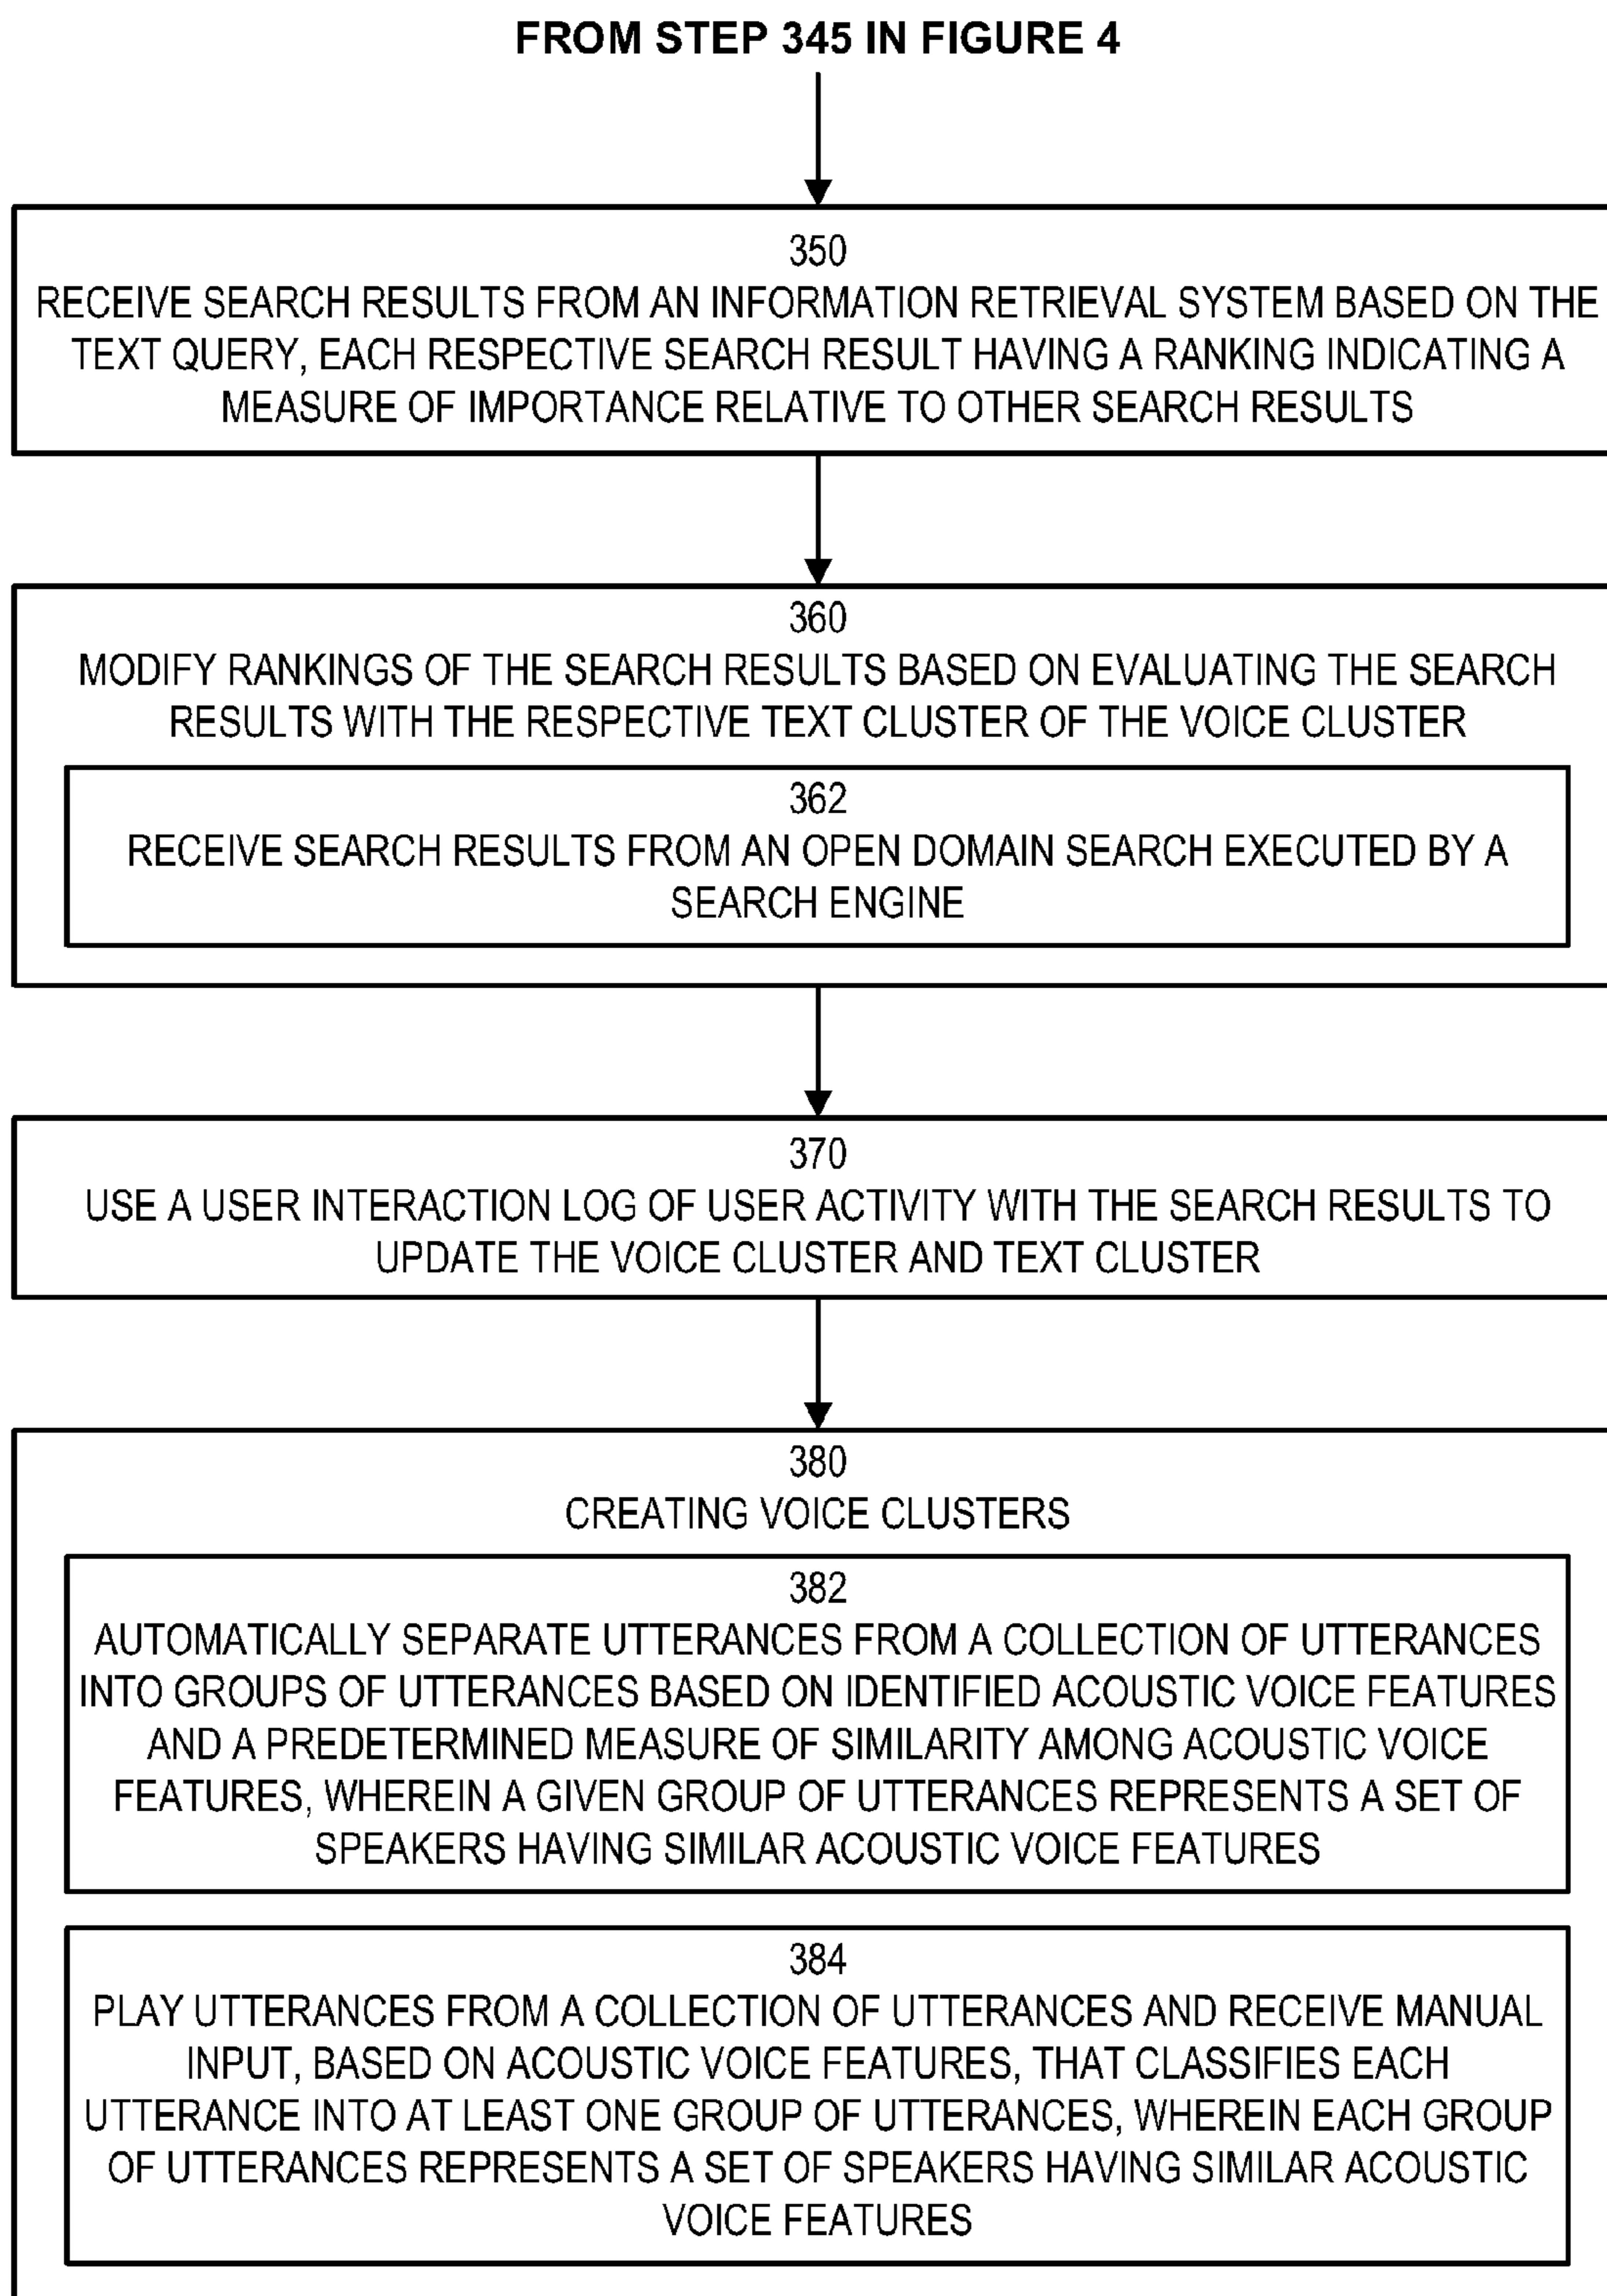 FROM STEP 345 IN FIGURE 4
350
RECEIVE SEARCH RESULTS FROM AN INFORMATION RETRIEVAL SYSTEM BASED ON THE
TEXT QUERY, EACH RESPECTIVE SEARCH RESULT HAVING A RANKING INDICATING A
MEASURE OF IMPORTANCE RELATIVE TO OTHER SEARCH RESULTS
360
MODIFY RANKINGS OF THE SEARCH RESULTS BASED ON EVALUATING THE SEARCH
RESULTS WITH THE RESPECTIVE TEXT CLUSTER OF THE VOICE CLUSTER
362
RECEIVE SEARCH RESULTS FROM AN OPEN DOMAIN SEARCH EXECUTED BY A
SEARCH ENGINE
370
USE A USER INTERACTION LOG OF USER ACTIVITY WITH THE SEARCH RESULTS TO
UPDATE THE VOICE CLUSTER AND TEXT CLUSTER
380
CREATING VOICE CLUSTERS
382
AUTOMATICALLY SEPARATE UTTERANCES FROM A COLLECTION OF UTTERANCES
INTO GROUPS OF UTTERANCES BASED ON IDENTIFIED ACOUSTIC VOICE FEATURES
AND A PREDETERMINED MEASURE OF SIMILARITY AMONG ACOUSTIC VOICE
FEATURES, WHEREIN A GIVEN GROUP OF UTTERANCES REPRESENTS A SET OF
SPEAKERS HAVING SIMILAR ACOUSTIC VOICE FEATURES
384
PLAY UTTERANCES FROM A COLLECTION OF UTTERANCES AND RECEIVE MANUAL
INPUT, BASED ON ACOUSTIC VOICE FEATURES, THAT CLASSIFIES EACH
UTTERANCE INTO AT LEAST ONE GROUP OF UTTERANCES, WHEREIN EACH GROUP
OF UTTERANCES REPRESENTS A SET OF SPEAKERS HAVING SIMILAR ACOUSTIC
VOICE FEATURES